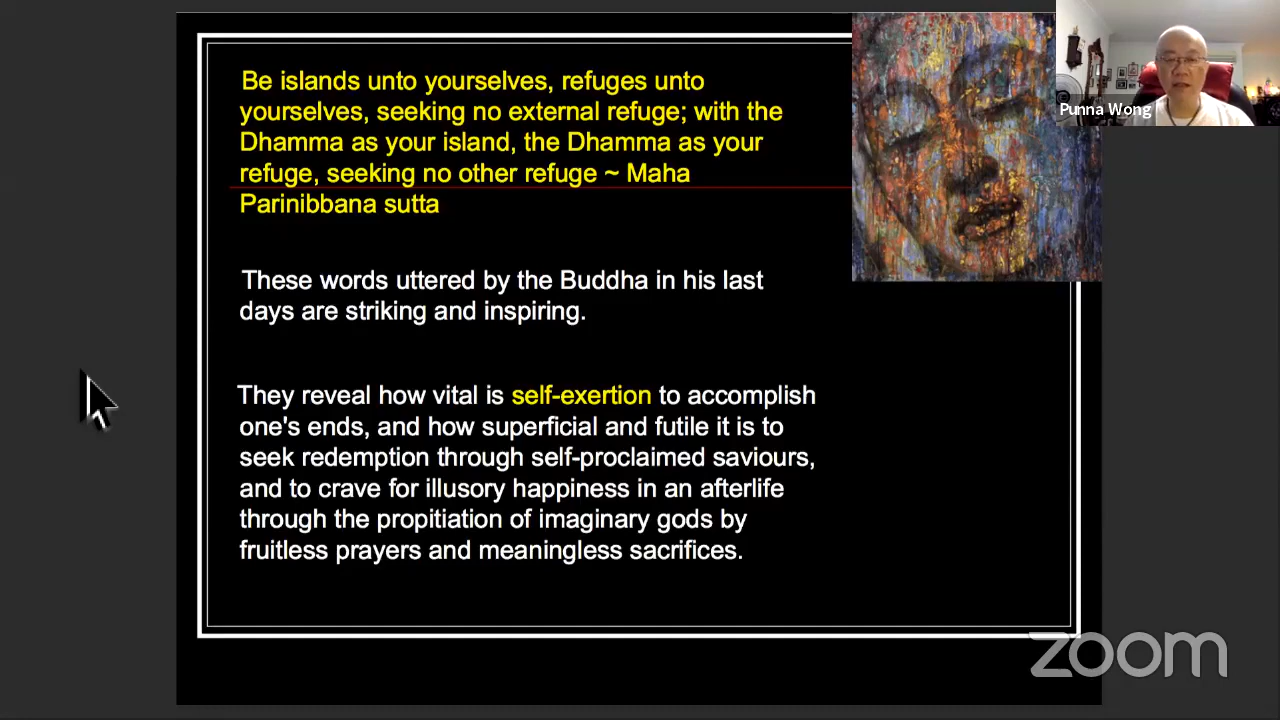 Be islands unto yourselves, refuges unto
yourselves, seeking no external refuge; with the
Dhamma as your island, the Dhamma as your
refuge, seeking no other refuge ~ Maha
Parinibbana sutta
These words uttered by the Buddha in his last
days are striking and inspiring.
They reveal how vital is self-exertion to accomplish
one's ends, and how superficial and futile it is to
seek redemption through self-proclaimed saviours,
and to crave for illusory happiness in an afterlife
through the propitiation of imaginary gods by
fruitless prayers and meaningless sacrifices.
Punna Wong
zoom